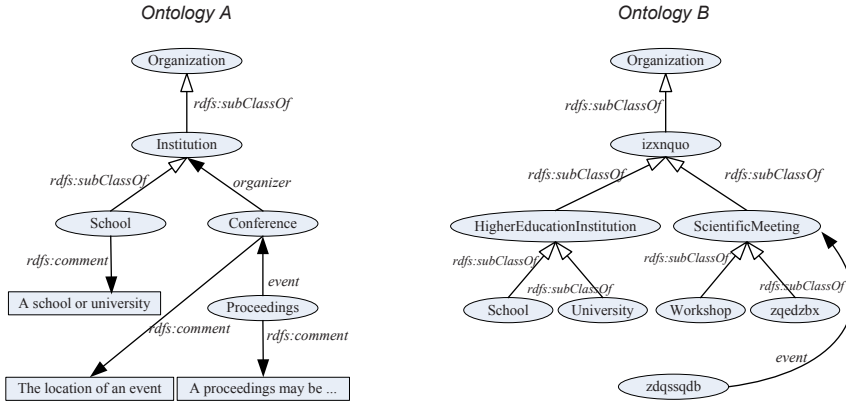 Ontology A
Organization
rdfs:subClassOf
Institution
rdfs:subClassOf
organizer
School
Conference
rdfs:comment
event
A school or university
Proceedings
rdfs:comment
rdfs:comment
The location of an event
A proceedings may be ...
Ontology B
Organization
rdfs:subClassOf
izxnquo
rdfs:subClassOf
rdfs:subClassOf
HigherEducationInstitution
ScientificMeeting
rdfs:subClassOf
rdfs:subClassOf
rdfs:subClassOf
rdfs:subClassOf
School
University
Workshop
zqedzbx
event
zdqssqdb